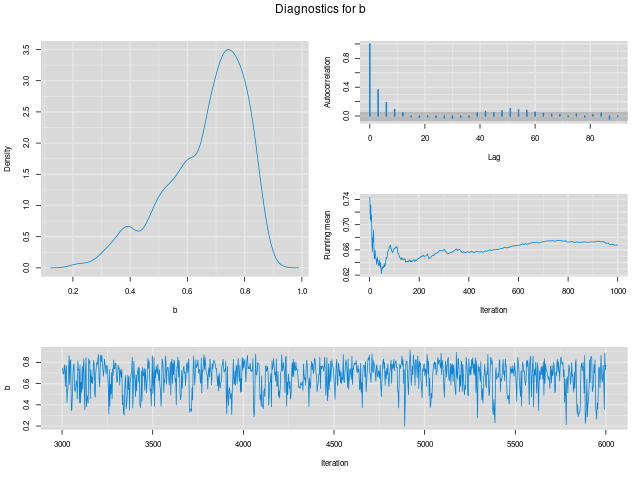 Diagnostics for b
Density
0.0 0.5 1.0 1.5 2.0 2.5 3.0 3.5
0.2 0.4 0.6 0.8 1.0
b
Autocorrelation
0.0 0.4 0.8
0 20 40 60 80
Lag
Running mean
0.62 0.66 0.70 0.74
0 200 400 600 800 1000
Iteration
b
0.2 0.4 0.6 0.8
3000 3500 4000 4500 5000 5500 6000
Iteration